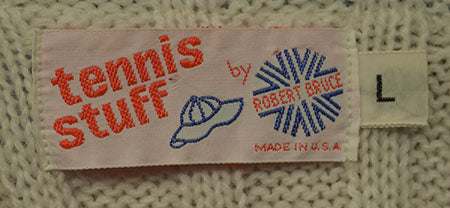 tennis
stuff
by
ROBERT BRUCE
MADE IN U.S.A.
L